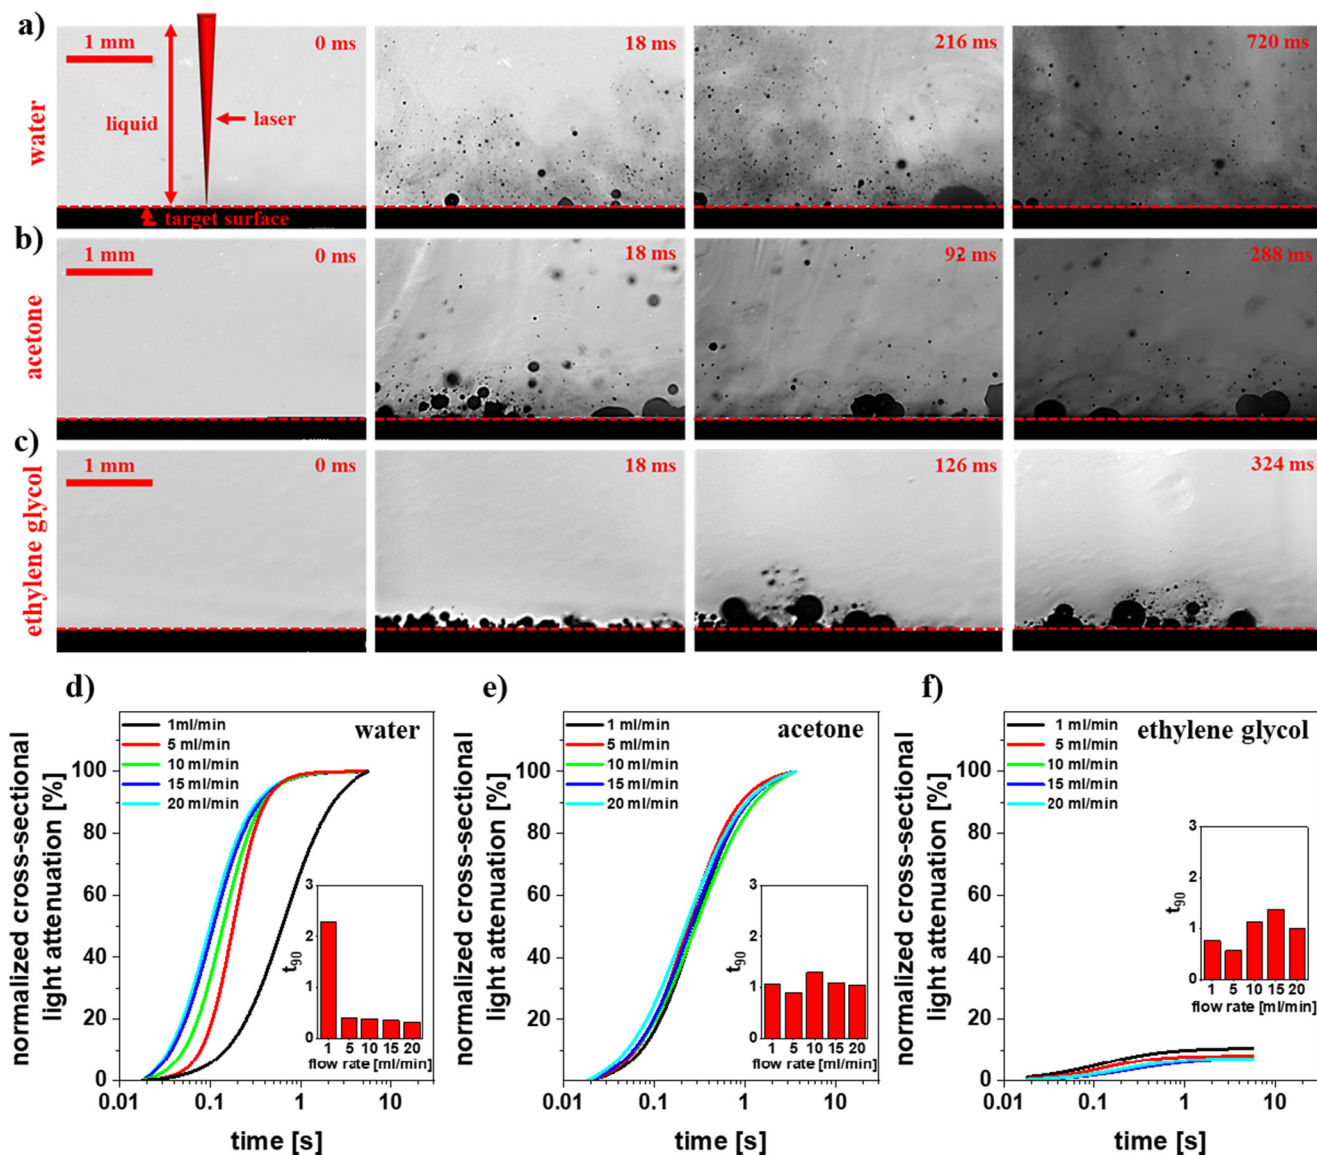 a)
1 mm
0 ms
18 ms
216 ms
720 ms
water
liquid
laser
target surface
b)
1 mm
0 ms
18 ms
92 ms
288 ms
acetone
c)
1 mm
0 ms
18 ms
126 ms
324 ms
ethylene glycol
d)
water
1ml/min
5 ml/min
10 ml/min
15 ml/min
20 ml/min
normalized cross-sectional
light attenuation [%]
100
80
60
40
20
0
0.01
0.1
1
10
time [s]
3
2
1
0
t90
1 5 10 15 20
flow rate [ml/min]
e)
acetone
1 ml/min
5 ml/min
10 ml/min
15 ml/min
20 ml/min
normalized cross-sectional
light attenuation [%]
100
80
60
40
20
0.01
0.1
1
10
time [s]
3
2
1
0
t90
1 5 10 15 20
flow rate [ml/min]
f)
ethylene glycol
1 ml/min
5 ml/min
10 ml/min
15 ml/min
20 ml/min
normalized cross-sectional
light attenuation [%]
100
80
60
40
20
0
0.01
0.1
1
10
time [s]
3
2
1
0
t90
1 5 10 15 20
flow rate [ml/min]